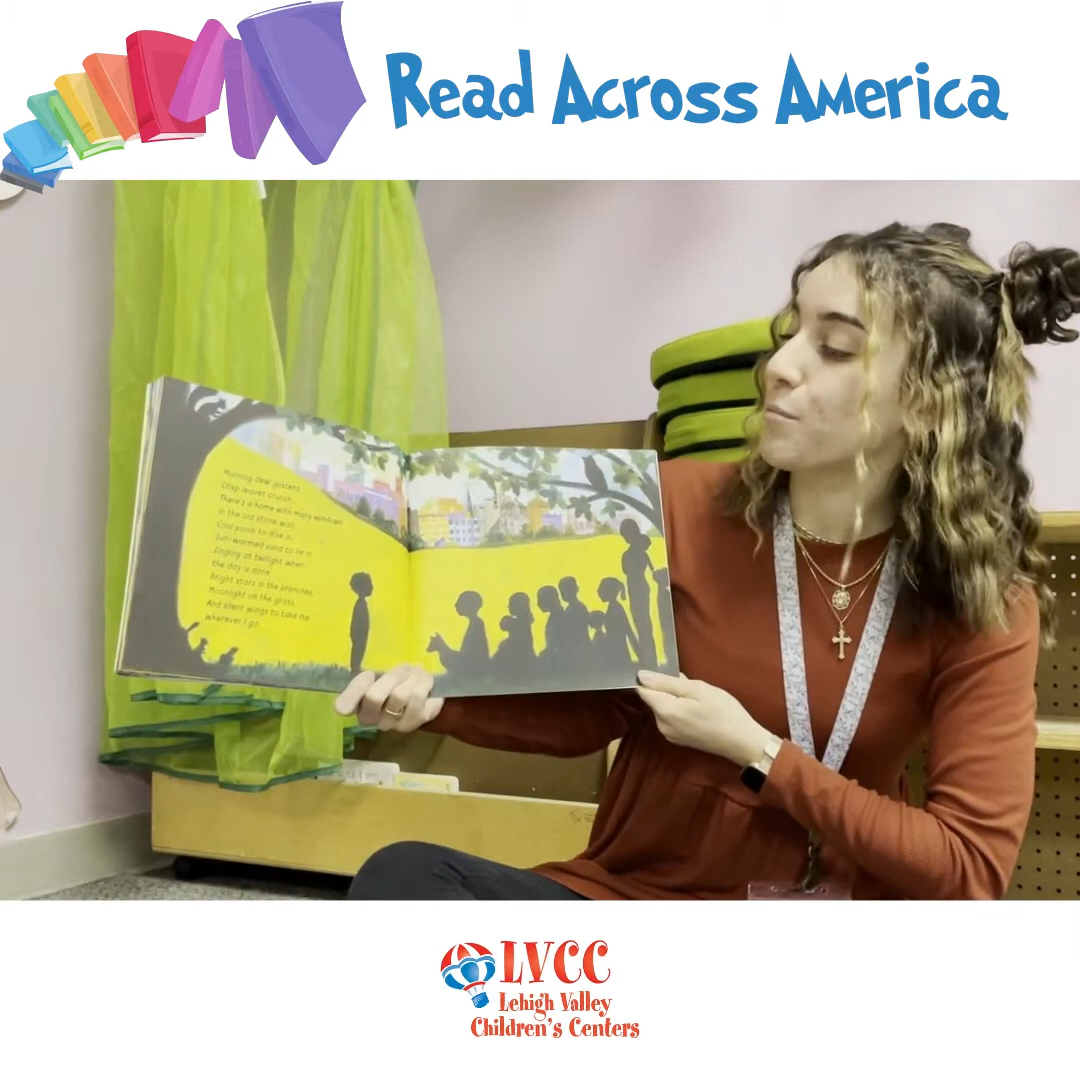 Read Across America
Morning dew glistens,
Crisp leaves crunch.
There's a home with many windows
in the old stone wall.
Cool ponds to dive in,
Sun-warmed sand to lie in,
Singing at twilight when
the day is done.
Bright stars in the branches,
Moonlight on the grass,
And silent wings to take me
wherever I go.
LVCC
Lehigh Valley
Children's Centers